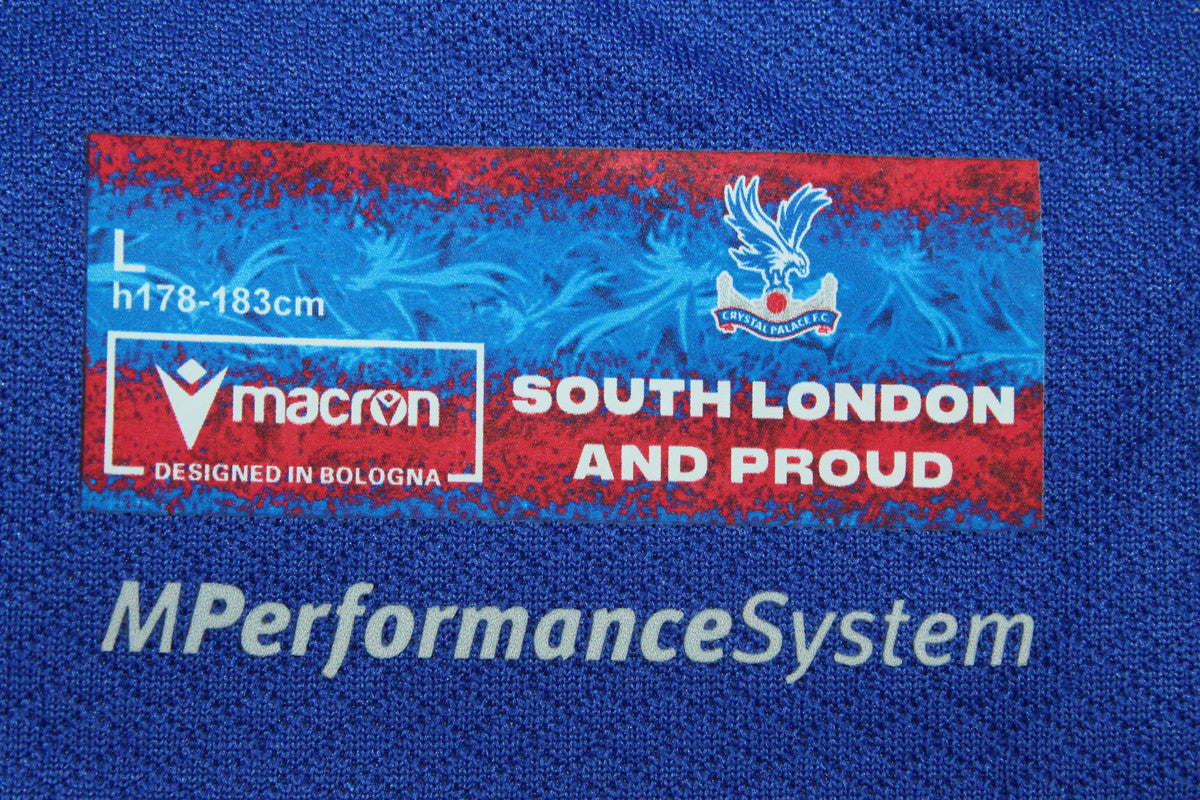 L
h178-183cm
macron
DESIGNED IN BOLOGNA
CRYSTAL PALACE F.C.
SOUTH LONDON
AND PROUD
MPerformanceSystem